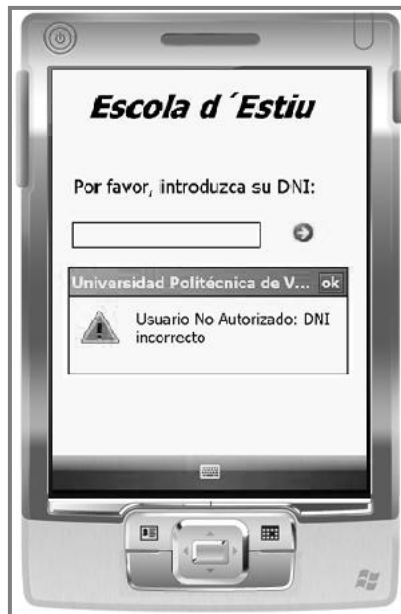 Escola d´Estiu
Por favor, introduzca su DNI:
Universidad Politécnica de V... ok
Usuario No Autorizado: DNI
incorrecto